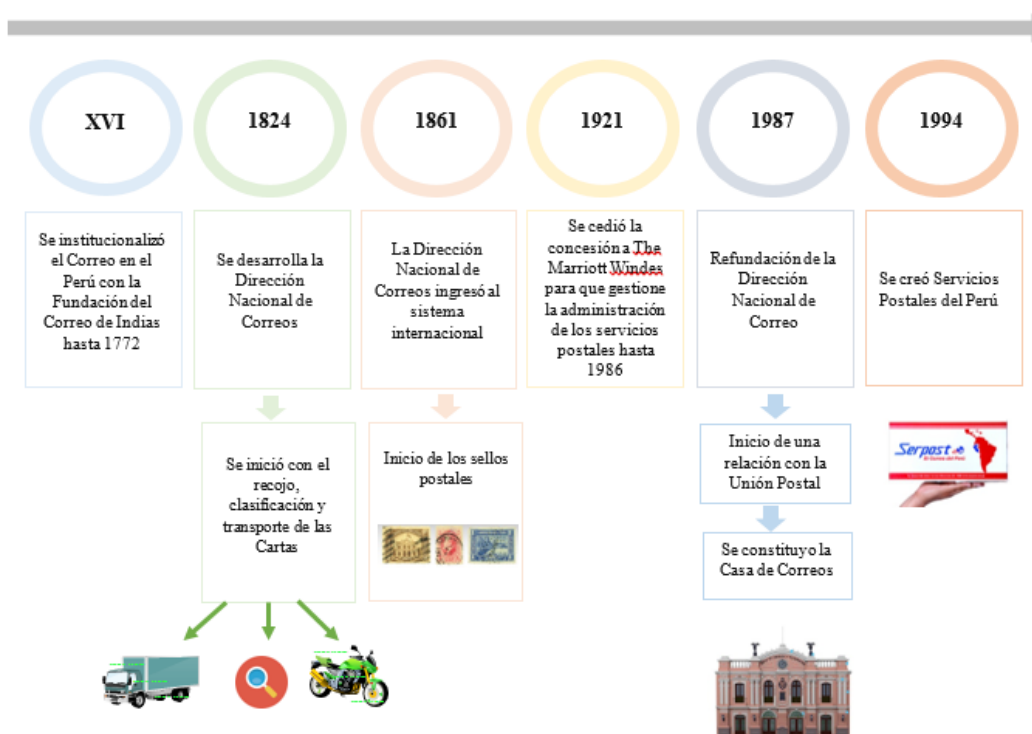 XVI
1824
1861
1921
1987
1994
Se institucionalizó
el Correo en el
Perú con la
Fundación del
Correo de Indias
hasta 1772
Se desarrolla la
Dirección
Nacional de
Correos
La Dirección
Nacional de
Correos ingresó al
sistema
internacional
Se cedió la
concesión a The
Marriott Windes
para que gestione
la administración
de los servicios
postales hasta
1986
Refundación de la
Dirección
Nacional de
Correo
Se creó Servicios
Postales del Perú
Se inició con el
recojo,
clasificación y
transporte de las
Cartas
Inicio de los sellos
postales
Inicio de una
relación con la
Unión Postal
Se constituyo la
Casa de Correos
Serpost
El Correo del Perú